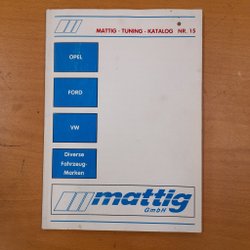 MATTIG - TUNING - KATALOG NR. 15
OPEL
FORD
VW
Diverse
Fahrzeug-
Marken
mattig
GmbH